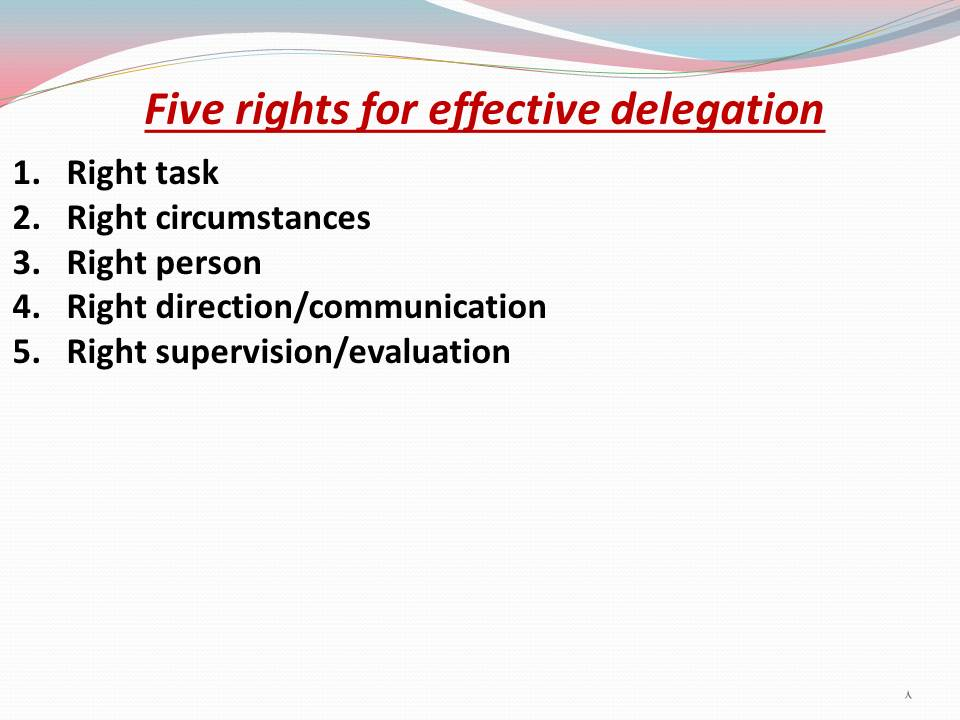 Five rights for effective delegation
1. Right task
2. Right circumstances
3. Right person
4. Right direction/communication
5. Right supervision/evaluation
٨